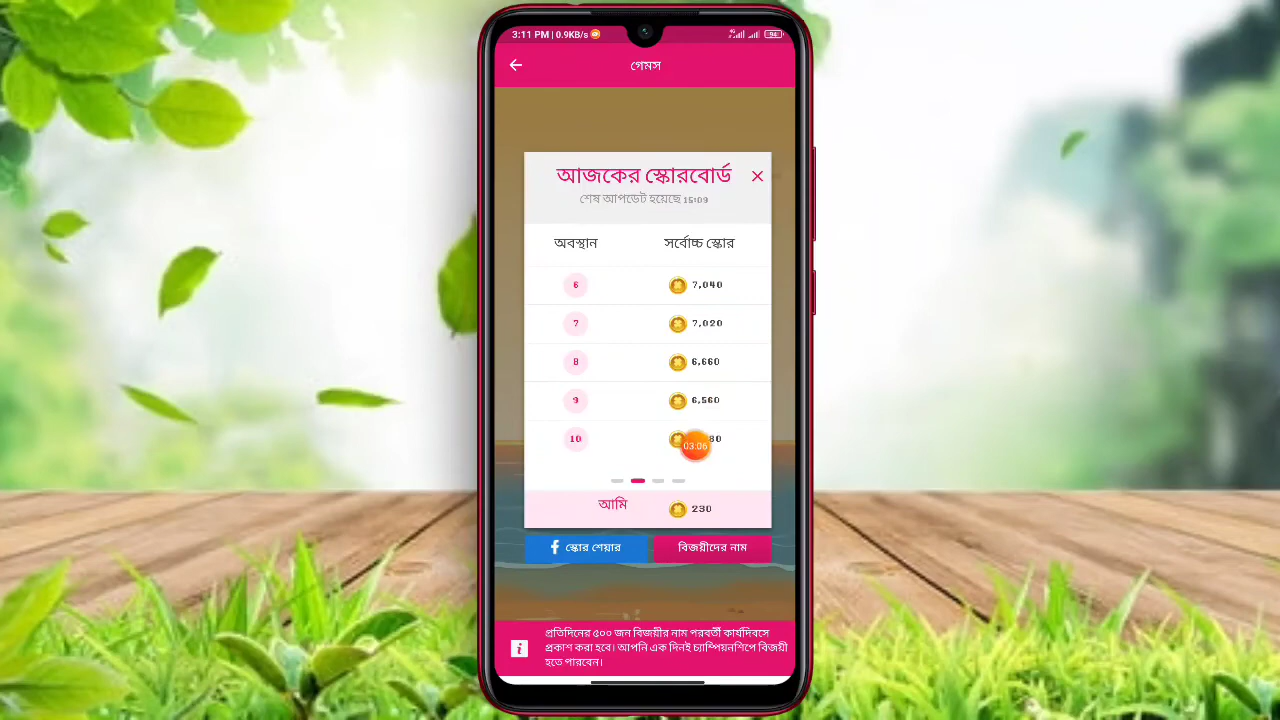 3:11 PM | 0.9KB/s
94
গেমস
আজকের স্কোরবোর্ড
শেষ আপডেট হয়েছে 15:09
অবস্থান সর্বোচ্চ স্কোর
6 7,040
7 7,020
8 6,660
9 6,560
10
03:06
আমি 230
স্কোর শেয়ার বিজয়ীদের নাম
প্রতিদিনের ৫০০ জন বিজয়ীর নাম পরবর্তী কার্যদিবসে
প্রকাশ করা হবে। আপনি এক দিনই চ্যাম্পিয়নশিপে বিজয়ী
হতে পারবেন।